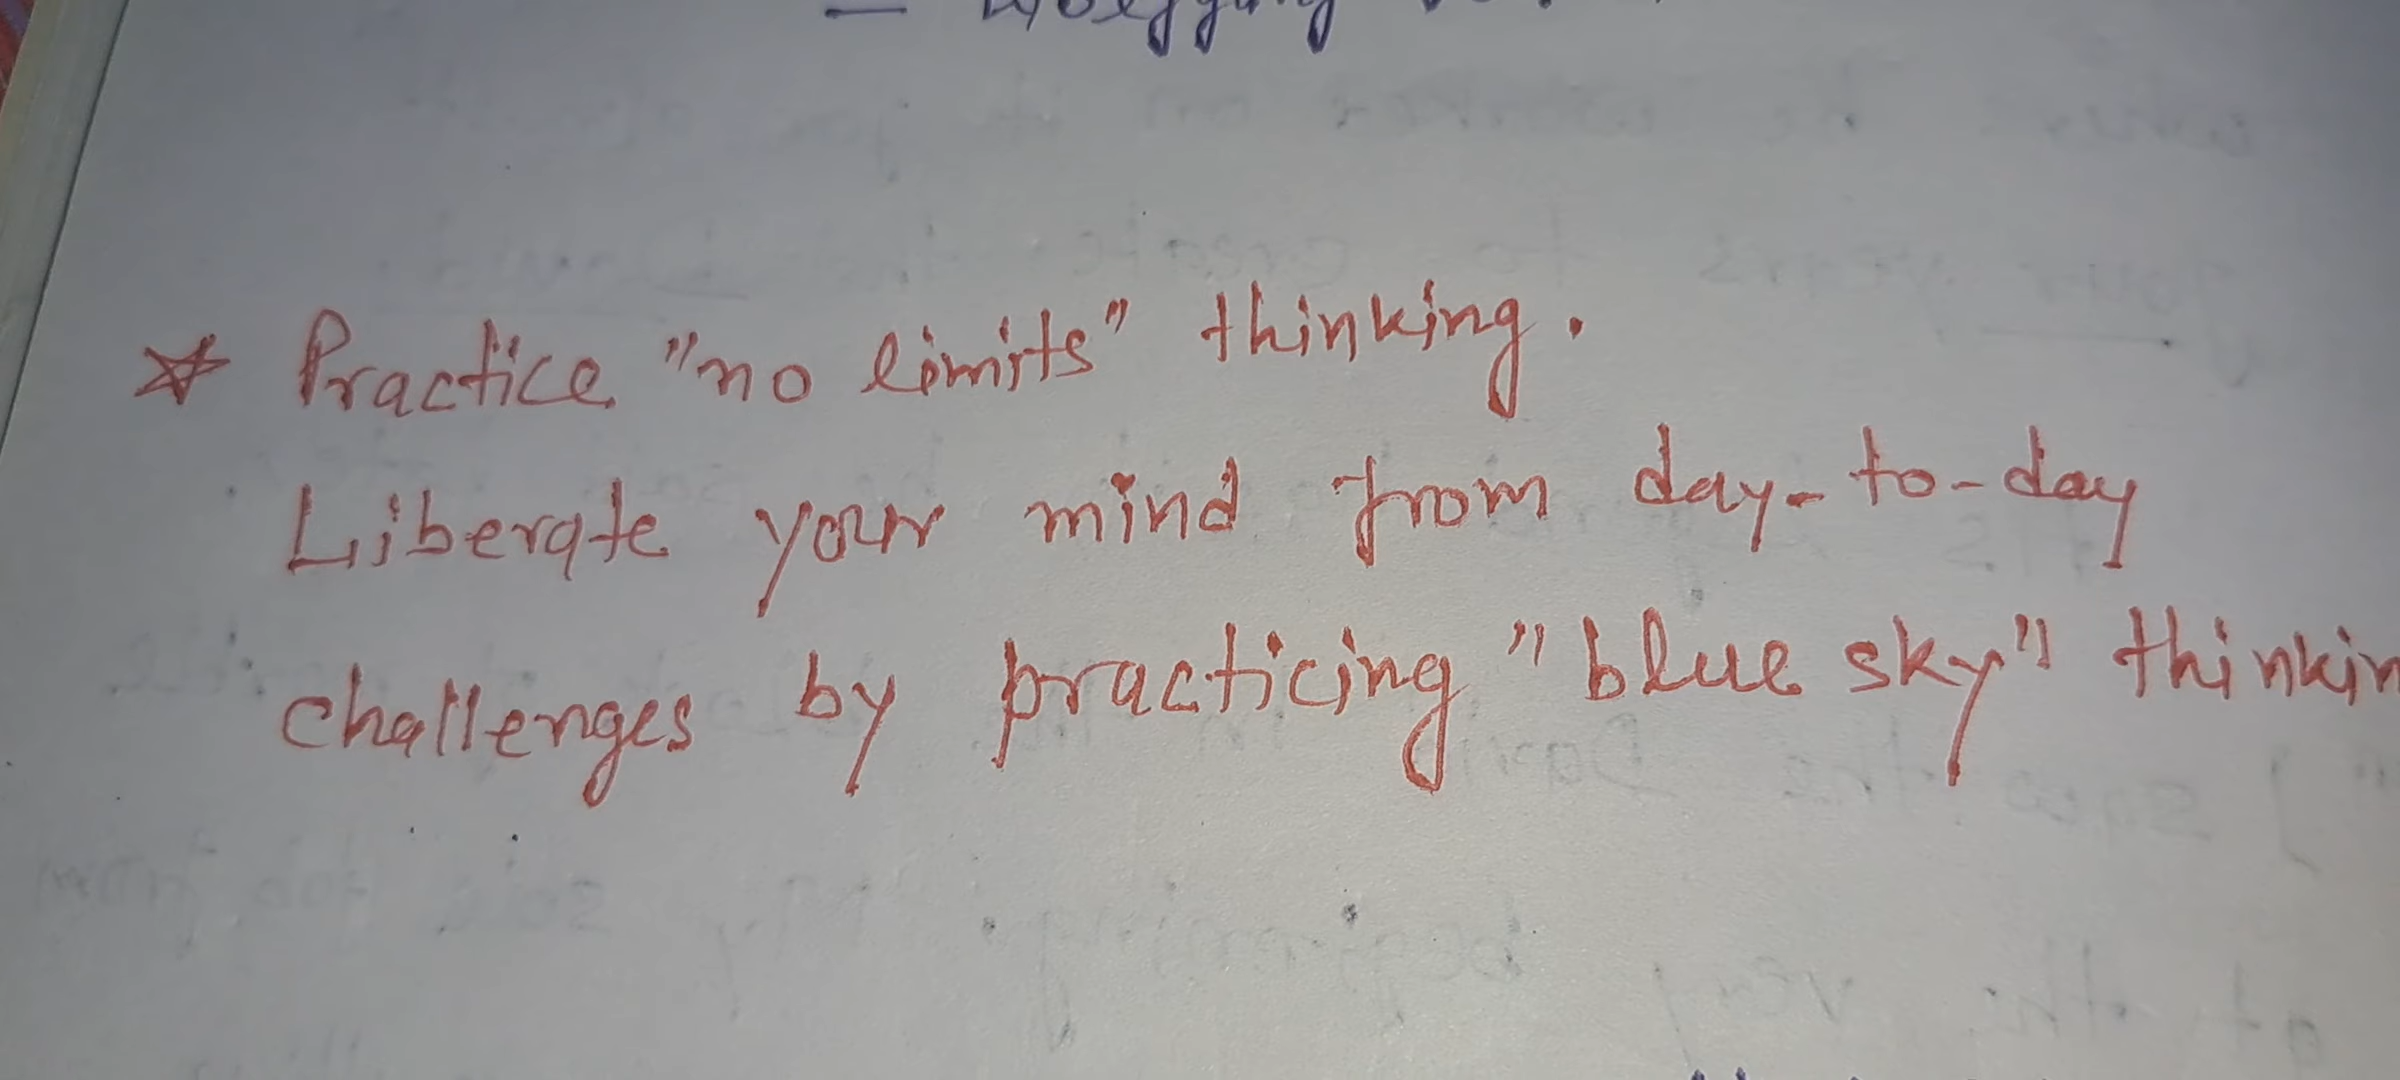 ★ Practice "no limits" thinking.
Liberate your mind from day-to-day
challenges by practicing "blue sky" thinkin